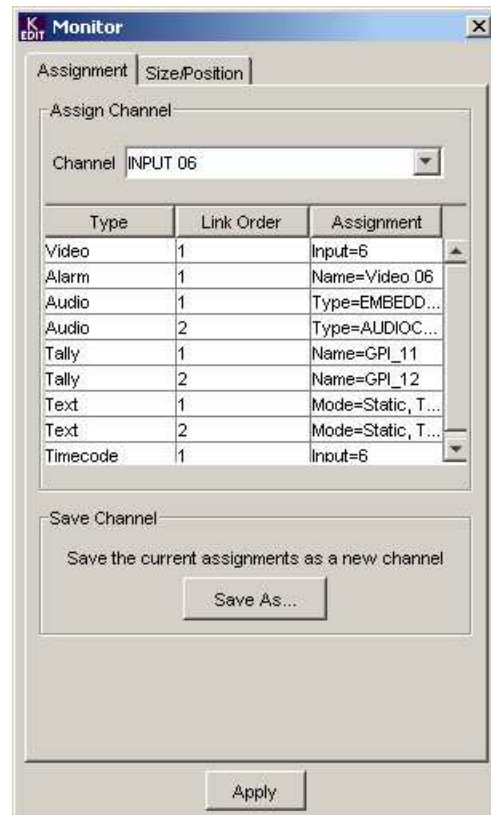 K EDIT Monitor
Assignment Size/Position
Assign Channel
Channel INPUT 06
Type Link Order Assignment
Video 1 Input=6
Alarm 1 Name=Video 06
Audio 1 Type=EMBEDD...
Audio 2 Type=AUDIOC...
Tally 1 Name=GPI_11
Tally 2 Name=GPI_12
Text 1 Mode=Static, T...
Text 2 Mode=Static, T...
Timecode 1 Input=6
Save Channel
Save the current assignments as a new channel
Save As...
Apply